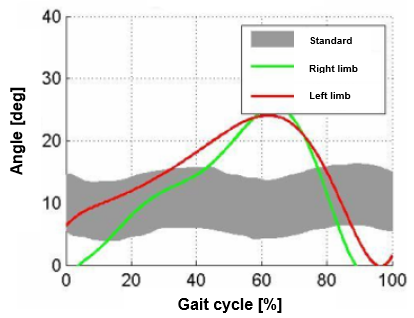 40
30
20
10
0
Angle [deg]
Standard
Right limb
Left limb
0 20 40 60 80 100
Gait cycle [%]